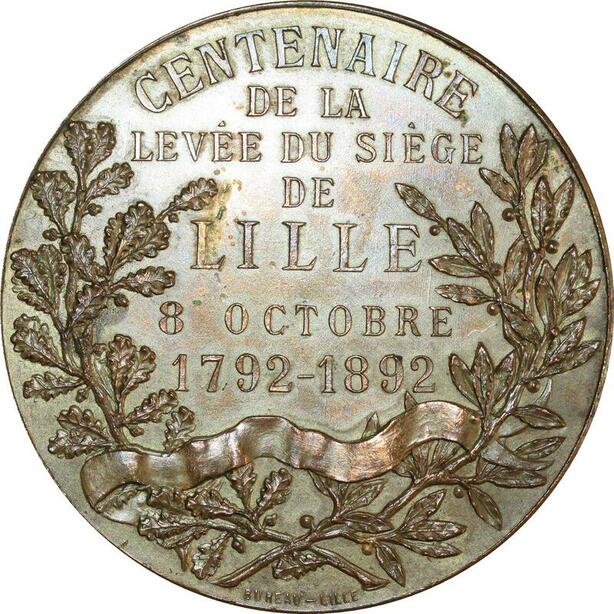 CENTENAIRE
DE LA
LEVÉE DU SIÈGE
DE
LILLE
8 OCTOBRE
1792-1892
BUREAU-LILLE